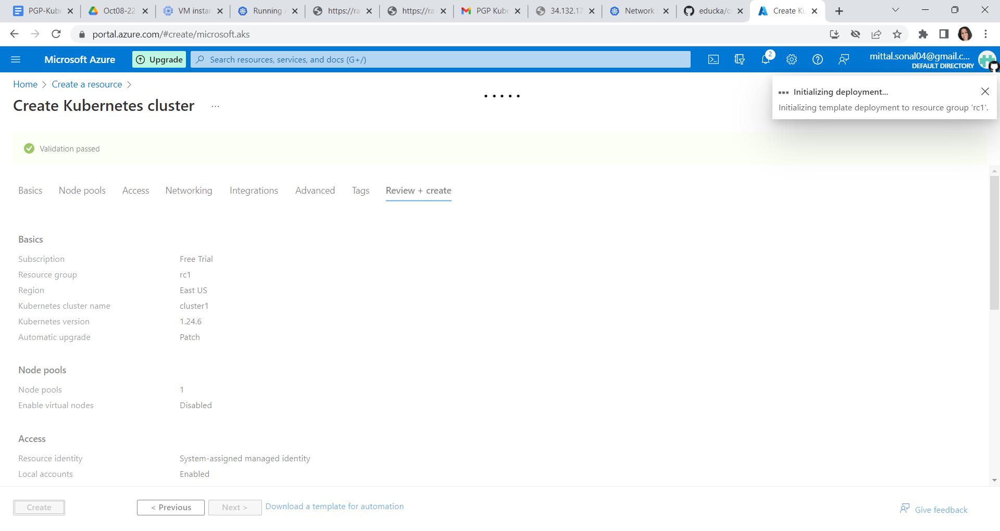 PGP-Kube
Oct08-22
VM instar
Running A
https://ra
https://ra
PGP Kube
34.132.17
Network
educka/co
Create Ku
portal.azure.com/#create/microsoft.aks
Microsoft Azure
Upgrade
Search resources, services, and docs (G+/)
2
mittal.sonal04@gmail.c...
DEFAULT DIRECTORY
Home > Create a resource >
Create Kubernetes cluster ...
Initializing deployment...
Initializing template deployment to resource group 'rc1'.
Validation passed
Basics Node pools Access Networking Integrations Advanced Tags Review + create
Basics
Subscription Free Trial
Resource group rc1
Region East US
Kubernetes cluster name cluster1
Kubernetes version 1.24.6
Automatic upgrade Patch
Node pools
Node pools 1
Enable virtual nodes Disabled
Access
Resource identity System-assigned managed identity
Local accounts Enabled
Create < Previous Next > Download a template for automation Give feedback